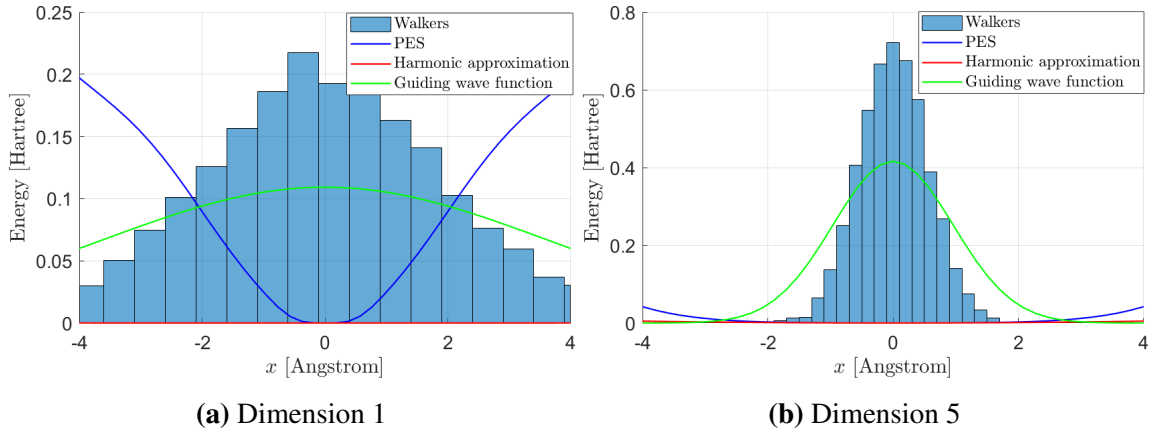 0.25
0.2
0.15
0.1
0.05
0
Energy [Hartree]
-4 -2 0 2 4
x [Angstrom]
Walkers
PES
Harmonic approximation
Guiding wave function
(a) Dimension 1
0.8
0.6
0.4
0.2
0
Energy [Hartree]
-4 -2 0 2 4
x [Angstrom]
Walkers
PES
Harmonic approximation
Guiding wave function
(b) Dimension 5